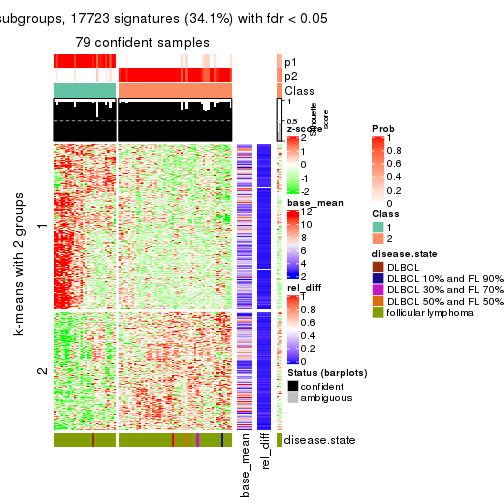 subgroups, 17723 signatures (34.1%) with fdr < 0.05
79 confident samples
p1
p2
Class
1
0.5
0
Silhouette
score
k-means with 2 groups
1
2
base_mean
rel_diff
disease.state
z-score
2
1
0
-1
-2
base_mean
12
10
8
6
4
2
rel_diff
1
0.8
0.6
0.4
0.2
0
Status (barplots)
confident
ambiguous
Prob
1
0.8
0.6
0.4
0.2
0
Class
1
2
disease.state
DLBCL
DLBCL 10% and FL 90%
DLBCL 30% and FL 70%
DLBCL 50% and FL 50%
follicular lymphoma